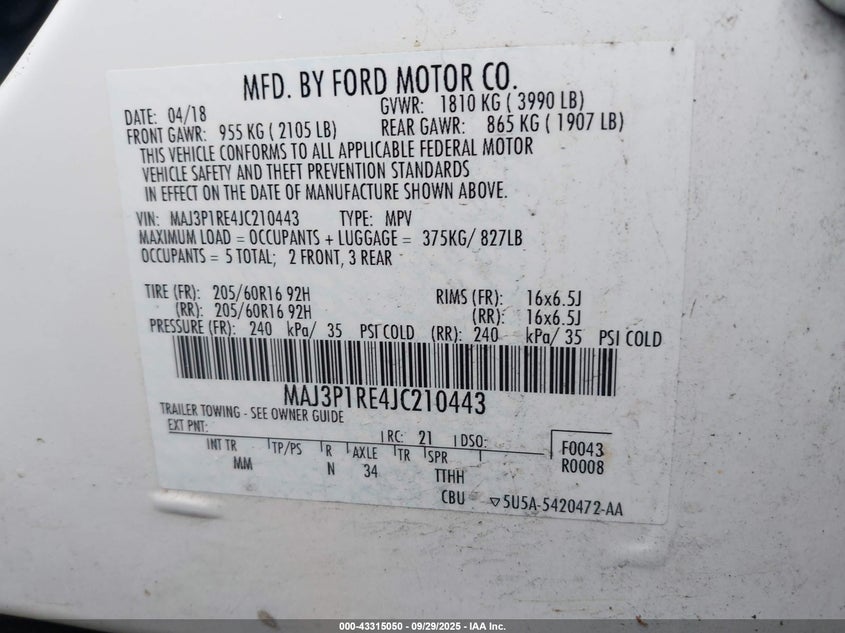 MFD. BY FORD MOTOR CO.
DATE: 04/18 GVWR: 1810 KG ( 3990 LB)
FRONT GAWR: 955 KG ( 2105 LB) REAR GAWR: 865 KG ( 1907 LB)
THIS VEHICLE CONFORMS TO ALL APPLICABLE FEDERAL MOTOR
VEHICLE SAFETY AND THEFT PREVENTION STANDARDS
IN EFFECT ON THE DATE OF MANUFACTURE SHOWN ABOVE.
VIN: MAJ3P1RE4JC210443 TYPE: MPV
MAXIMUM LOAD = OCCUPANTS + LUGGAGE = 375KG/ 827LB
OCCUPANTS = 5 TOTAL; 2 FRONT, 3 REAR
TIRE (FR): 205/60R16 92H RIMS (FR): 16x6.5J
(RR): 205/60R16 92H (RR): 16x6.5J
PRESSURE (FR): 240 kPa/ 35 PSI COLD (RR): 240 kPa/ 35 PSI COLD
MAJ3P1RE4JC210443
TRAILER TOWING - SEE OWNER GUIDE
EXT PNT: RC: 21 DSO: F0043
INT TR TP/PS R AXLE TR SPR R0008
MM N 34 TTHH
CBU ▽5U5A-5420472-AA
000-43315050 - 09/29/2025 - IAA Inc.